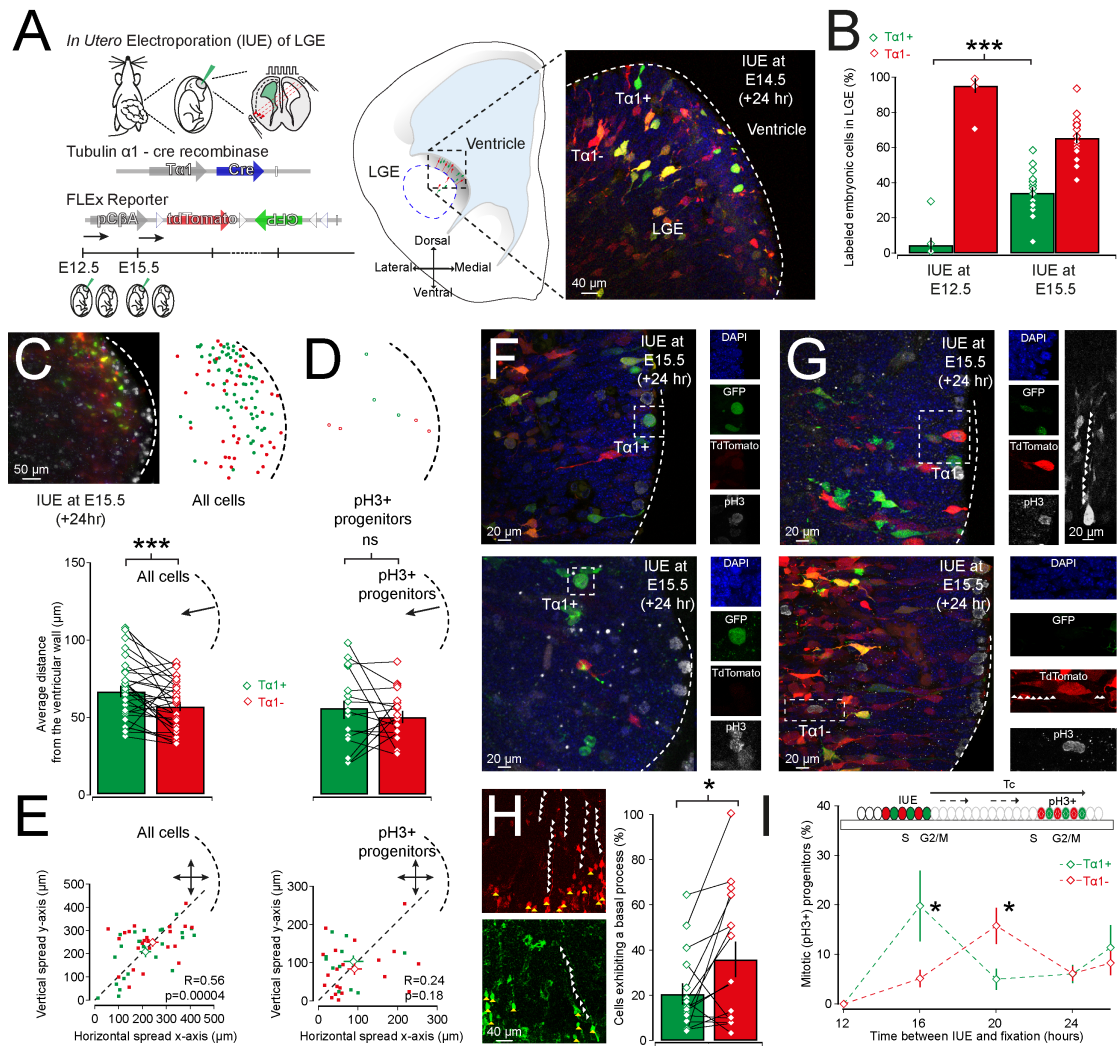 A
In Utero Electroporation (IUE) of LGE
Tubulin α1 - cre recombinase
Tα1
Cre
FLEx Reporter
pCβA
tdTomato
GFP
E12.5
E15.5
Ventricle
LGE
Dorsal
Lateral
Medial
Ventral
IUE at
E14.5
(+24 hr)
Ventricle
Tα1+
Tα1-
LGE
40 µm
B
Tα1+
Tα1-
***
Labeled embryonic cells in LGE (%)
100
80
60
40
20
0
IUE at
E12.5
IUE at
E15.5
C
50 µm
IUE at E15.5
(+24hr)
All cells
***
All cells
Average distance
from the ventricular wall (µm)
150
100
50
0
Tα1+
Tα1-
D
pH3+
progenitors
ns
pH3+
progenitors
E
All cells
Vertical spread y-axis (µm)
500
400
300
200
100
0
R=0.56
p=0.00004
0
100
200
300
400
500
Horizontal spread x-axis (µm)
pH3+
progenitors
Vertical spread y-axis (µm)
300
200
100
0
R=0.24
p=0.18
0
100
200
300
Horizontal spread x-axis (µm)
F
IUE at
E15.5
(+24 hr)
Tα1+
20 µm
DAPI
GFP
TdTomato
pH3
IUE at
E15.5
(+24 hr)
Tα1+
20 µm
DAPI
GFP
TdTomato
pH3
G
IUE at
E15.5
(+24 hr)
Tα1-
20 µm
DAPI
GFP
TdTomato
pH3
20 µm
IUE at
E15.5
(+24 hr)
Tα1-
20 µm
DAPI
GFP
TdTomato
pH3
H
40 µm
*
Cells exhibiting a basal process (%)
100
80
60
40
20
0
I
Tc
IUE
pH3+
S
G2/M
S
G2/M
Mitotic (pH3+) progenitors (%)
40
30
20
10
0
Tα1+
Tα1-
*
*
12
16
20
24
Time between IUE and fixation (hours)